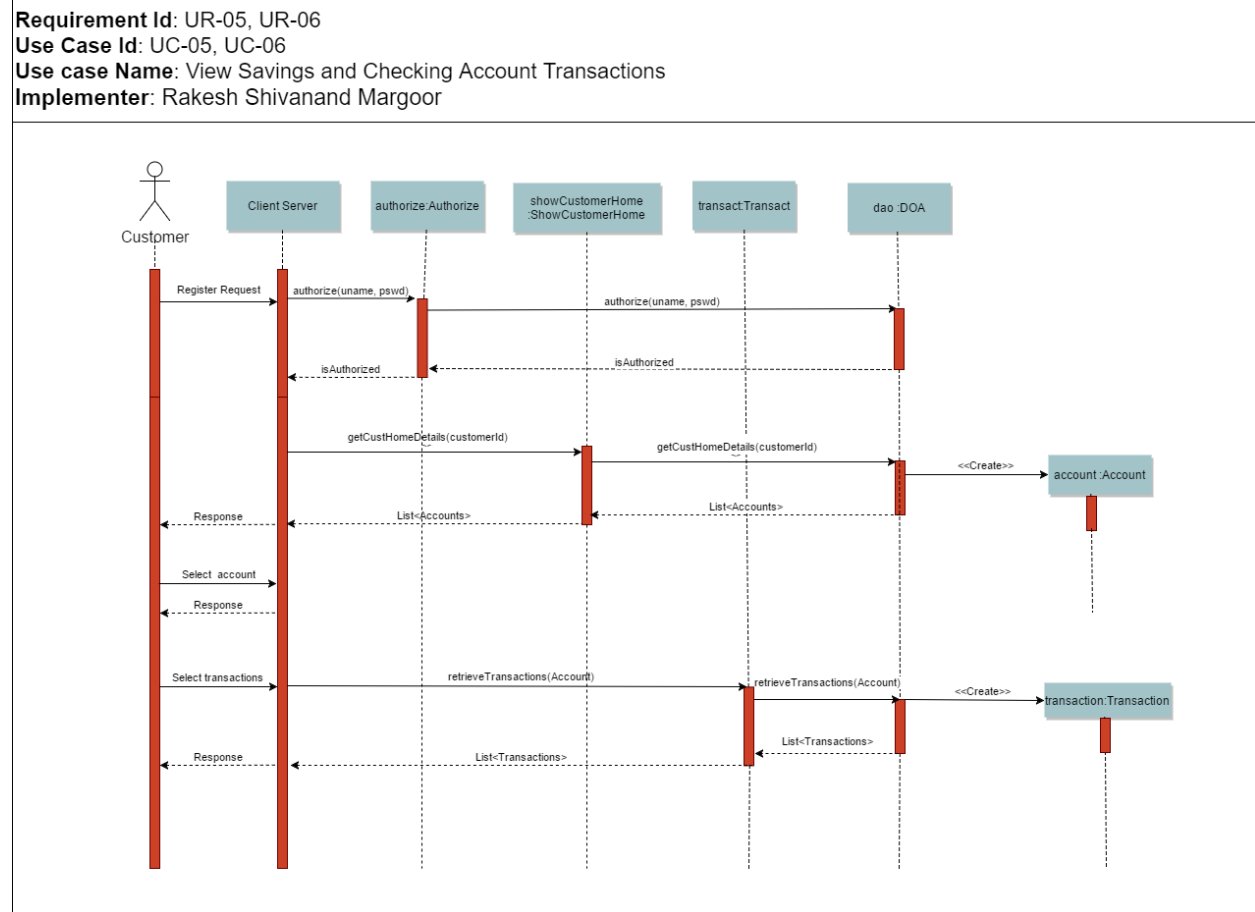 Requirement Id: UR-05, UR-06
Use Case Id: UC-05, UC-06
Use case Name: View Savings and Checking Account Transactions
Implementer: Rakesh Shivanand Margoor
Customer
Client Server
authorize:Authorize
showCustomerHome
:ShowCustomerHome
transact:Transact
dao :DOA
Register Request
authorize(uname, pswd)
authorize(uname, pswd)
isAuthorized
isAuthorized
getCustHomeDetails(customerId)
getCustHomeDetails(customerId)
<<Create>>
account :Account
List<Accounts>
List<Accounts>
Response
Select account
Response
Select transactions
retrieveTransactions(Account)
retrieveTransactions(Account)
<<Create>>
transaction:Transaction
List<Transactions>
List<Transactions>
Response